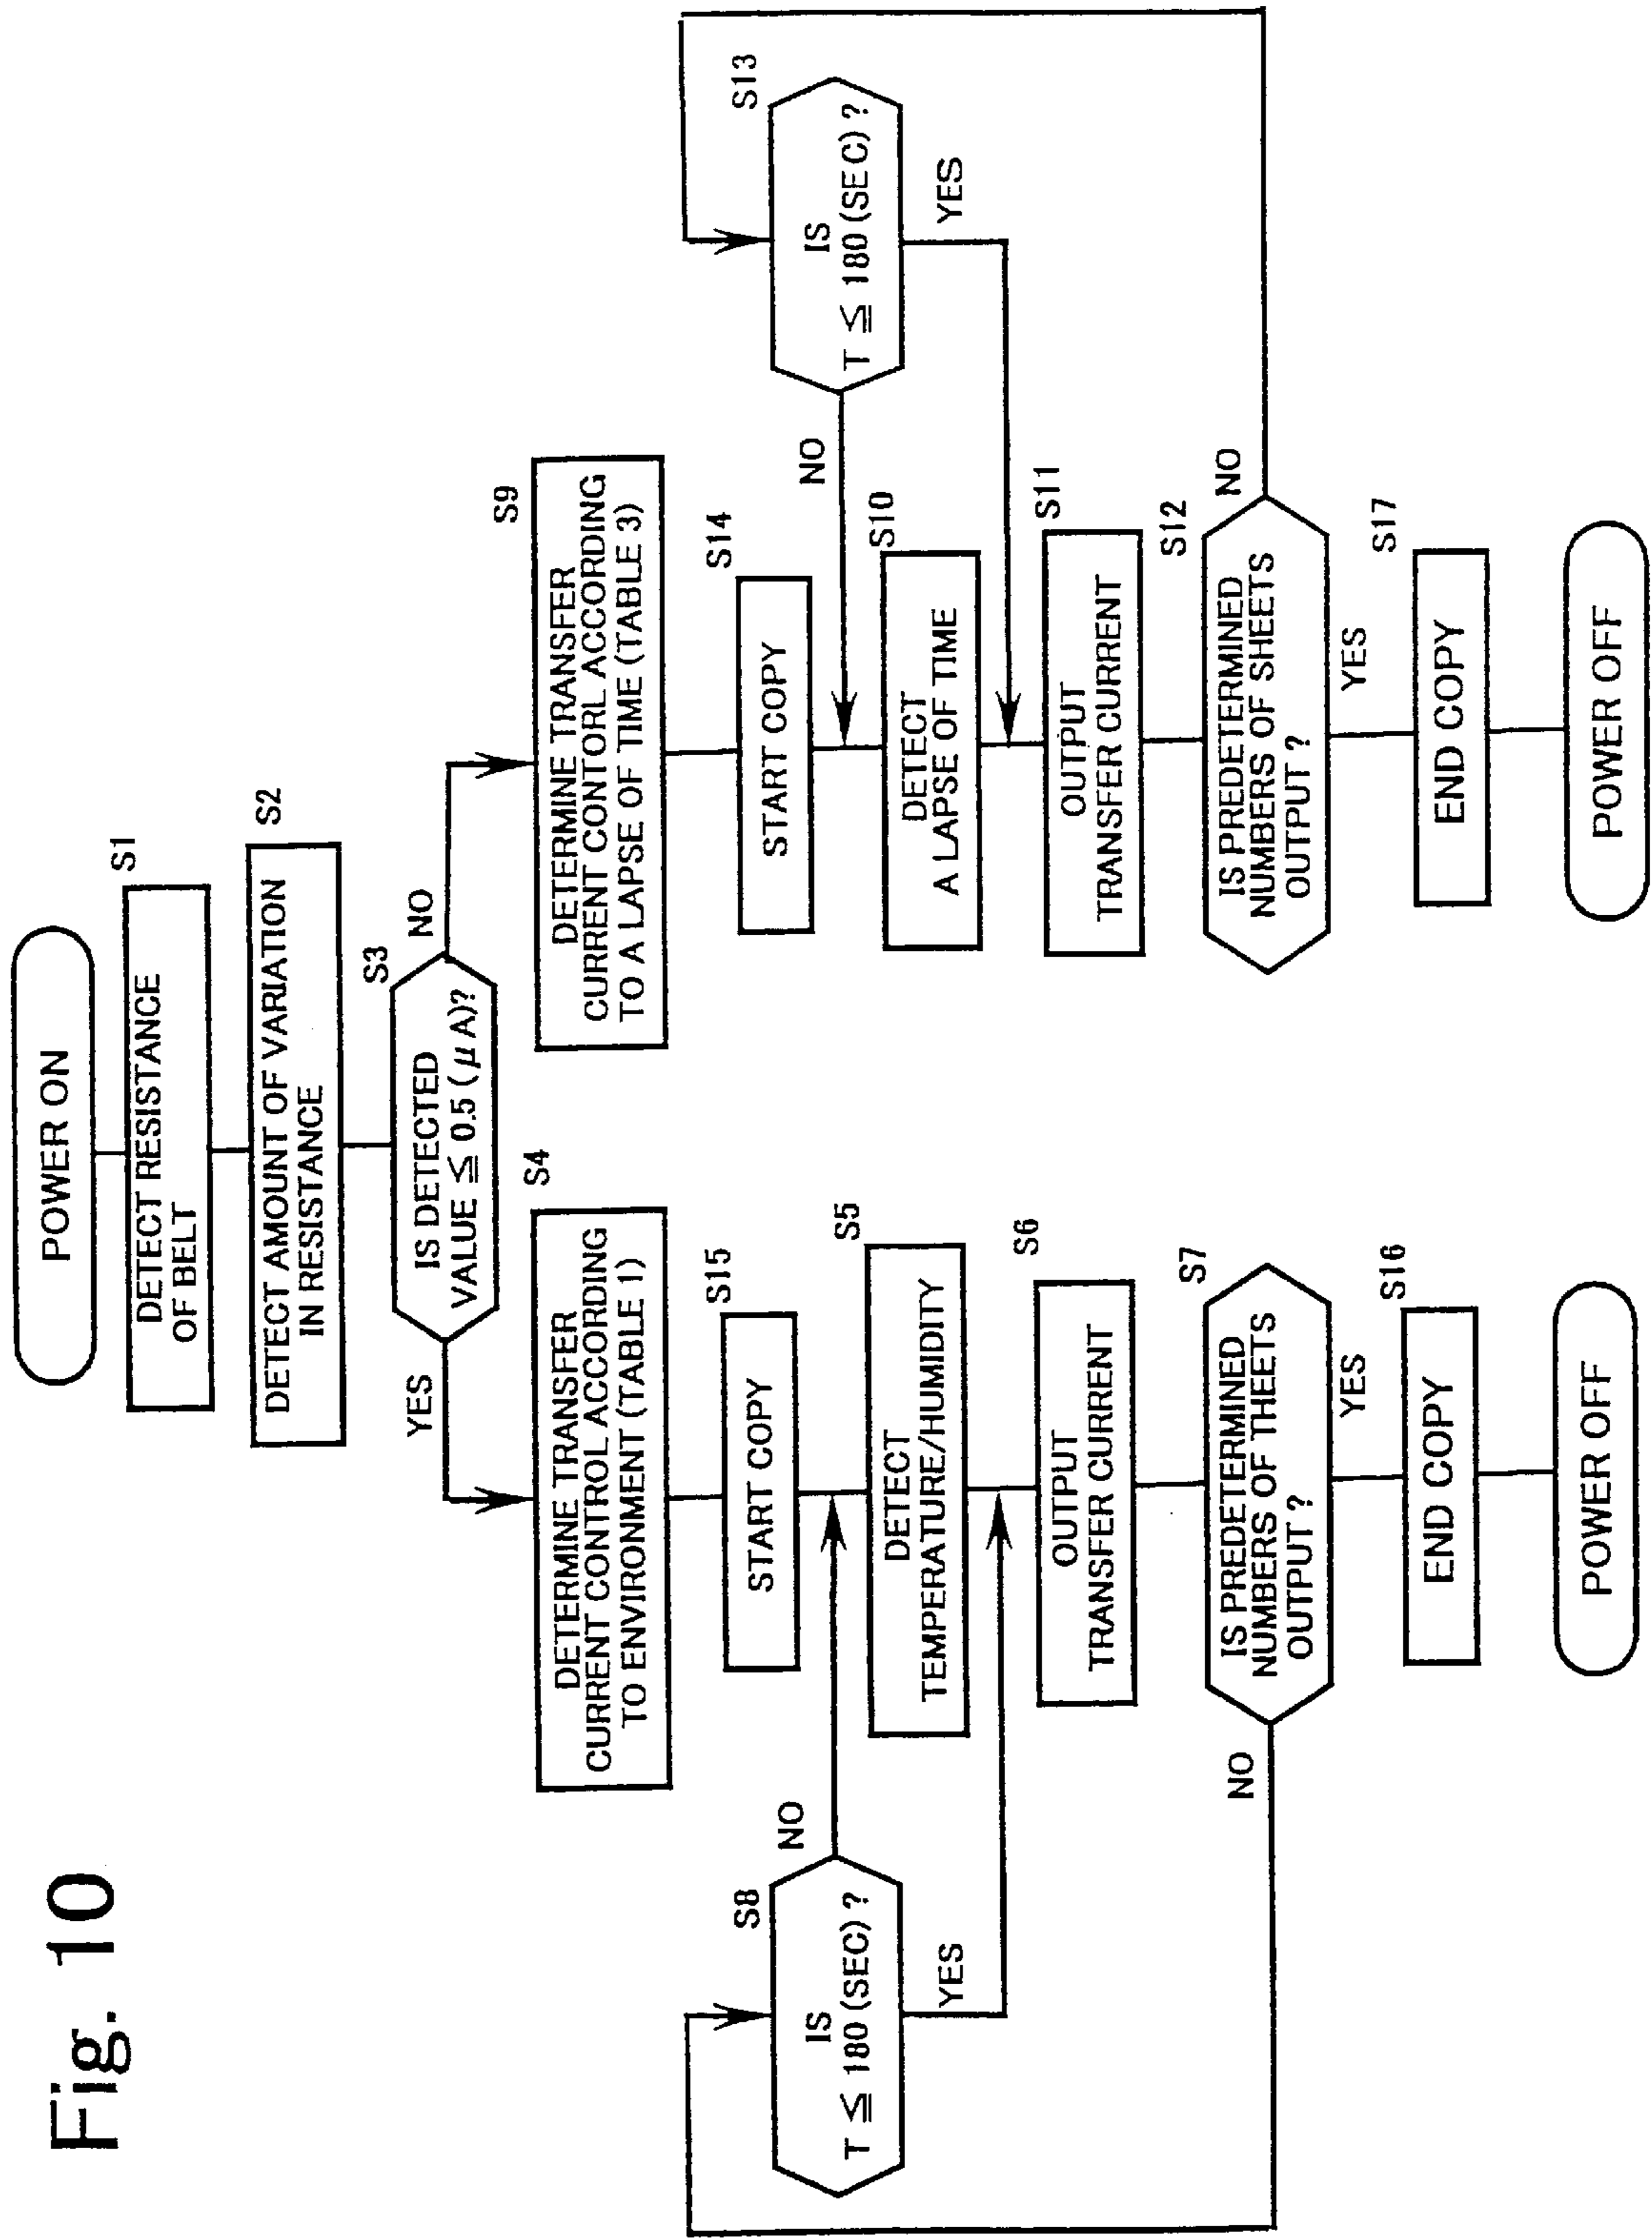 Fig. 10
POWER ON
S1
DETECT RESISTANCE
OF BELT
S2
DETECT AMOUNT OF VARIATION
IN RESISTANCE
S3
IS DETECTED
VALUE ≦ 0.5 (μA)?
YES
NO
S4
DETERMINE TRANSFER
CURRENT CONTROL ACCORDING
TO ENVIRONMENT (TABLE 1)
S15
START COPY
S8
IS
T ≦ 180 (SEC) ?
NO
YES
S5
DETECT
TEMPERATURE/HUMIDITY
S6
OUTPUT
TRANSFER CURRENT
S7
IS PREDETERMINED
NUMBERS OF THEETS
OUTPUT ?
NO
YES
S16
END COPY
POWER OFF
S9
DETERMINE TRANSFER
CURRENT CONTORL ACCORDING
TO A LAPSE OF TIME (TABLE 3)
S14
START COPY
S13
IS
T ≦ 180 (SEC) ?
NO
YES
S10
DETECT
A LAPSE OF TIME
S11
OUTPUT
TRANSFER CURRENT
S12
IS PREDETERMINED
NUMBERS OF SHEETS
OUTPUT ?
NO
YES
S17
END COPY
POWER OFF